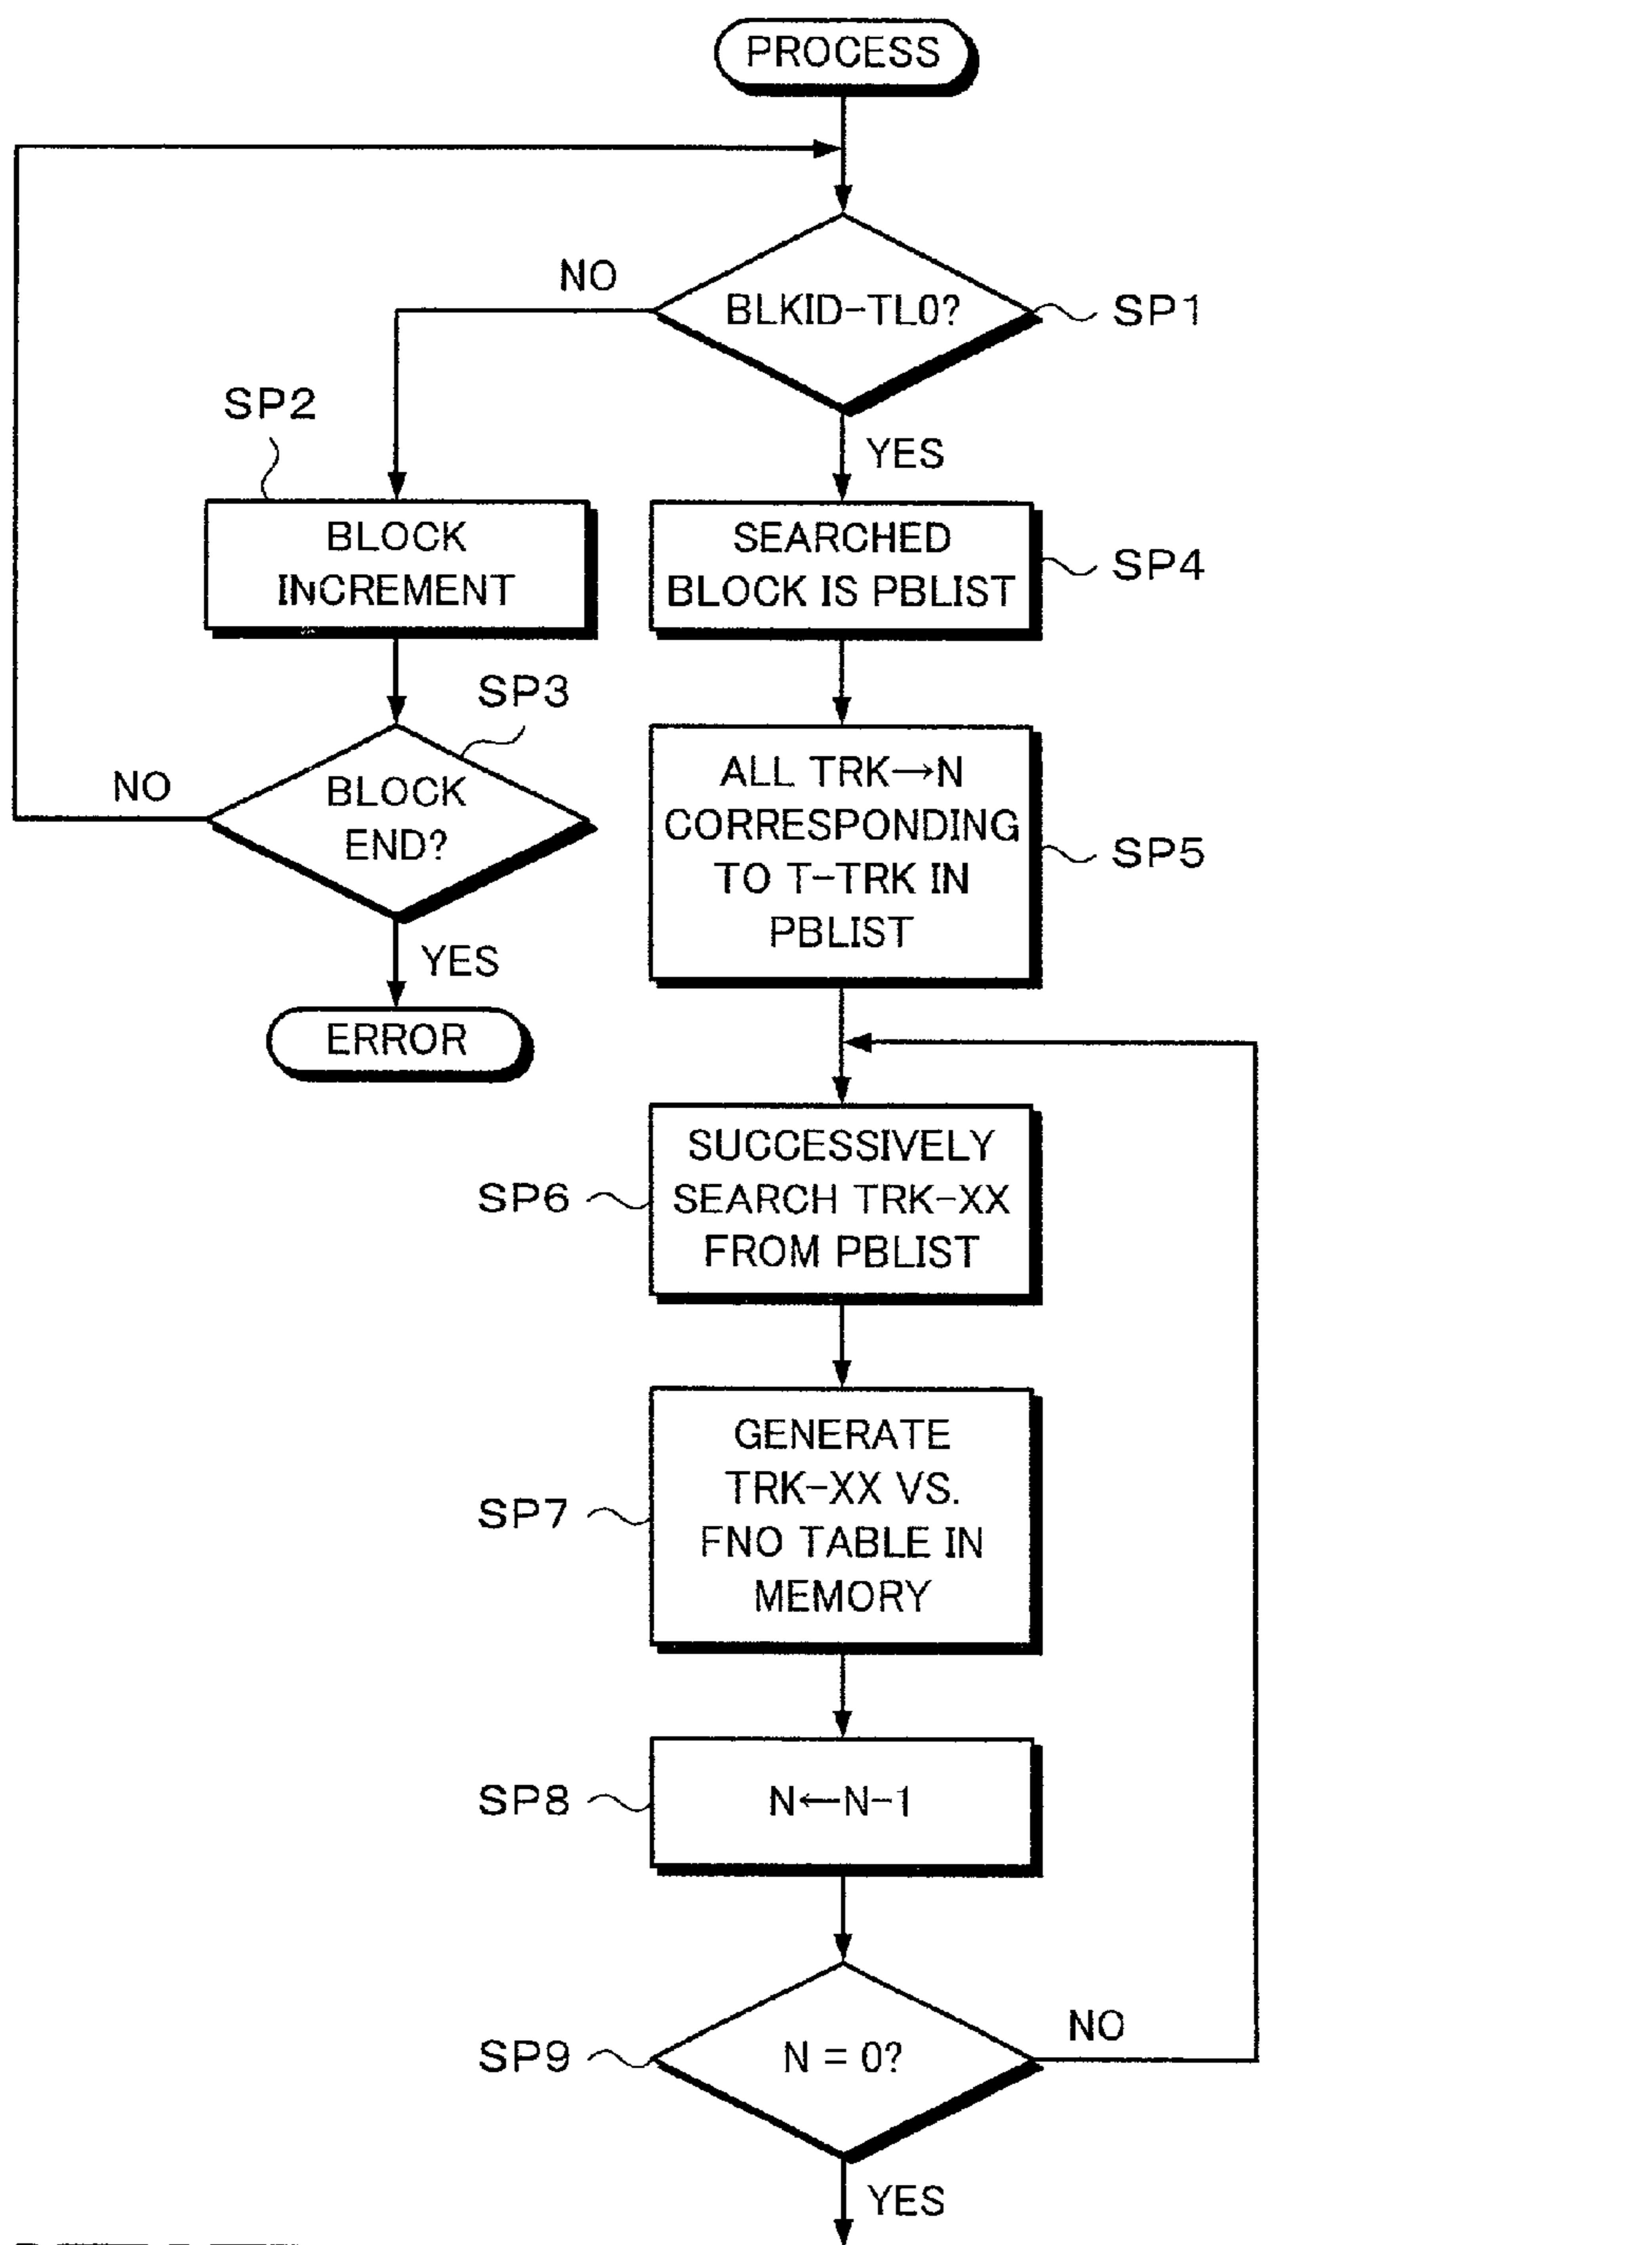 PROCESS
BLKID-TL0?
SP1
NO
YES
SP2
BLOCK
INCREMENT
SP3
BLOCK
END?
NO
YES
ERROR
SEARCHED
BLOCK IS PBLIST
SP4
ALL TRK→N
CORRESPONDING
TO T-TRK IN
PBLIST
SP5
SUCCESSIVELY
SEARCH TRK-XX
FROM PBLIST
SP6
GENERATE
TRK-XX VS.
FNO TABLE IN
MEMORY
SP7
N←N-1
SP8
N = 0?
SP9
NO
YES